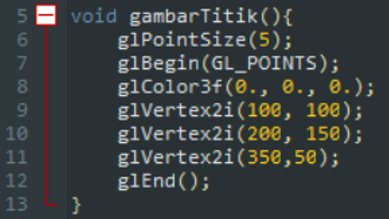 5 void gambarTitik(){
6 glPointSize(5);
7 glBegin(GL_POINTS);
8 glColor3f(0., 0., 0.);
9 glVertex2i(100, 100);
10 glVertex2i(200, 150);
11 glVertex2i(350,50);
12 glEnd();
13 }